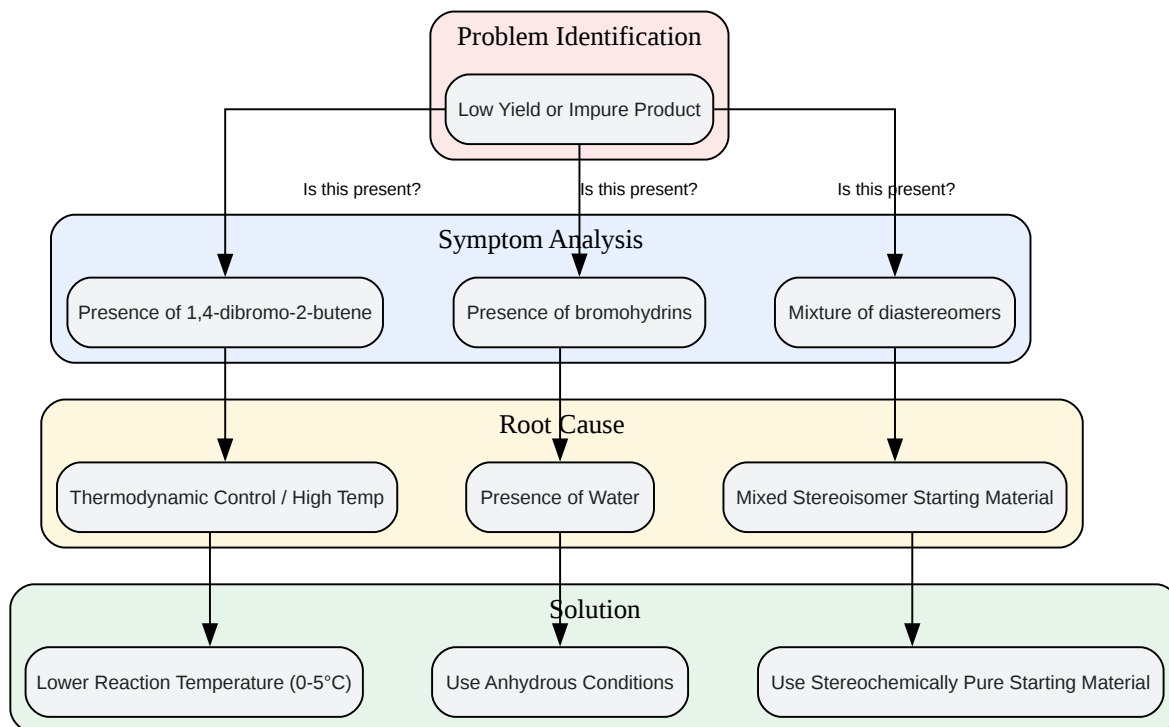 Problem Identification
Low Yield or Impure Product
Is this present?
Is this present?
Is this present?
Symptom Analysis
Presence of 1,4-dibromo-2-butene
Presence of bromohydrins
Mixture of diastereomers
Root Cause
Thermodynamic Control / High Temp
Presence of Water
Mixed Stereoisomer Starting Material
Solution
Lower Reaction Temperature (0-5°C)
Use Anhydrous Conditions
Use Stereochemically Pure Starting Material